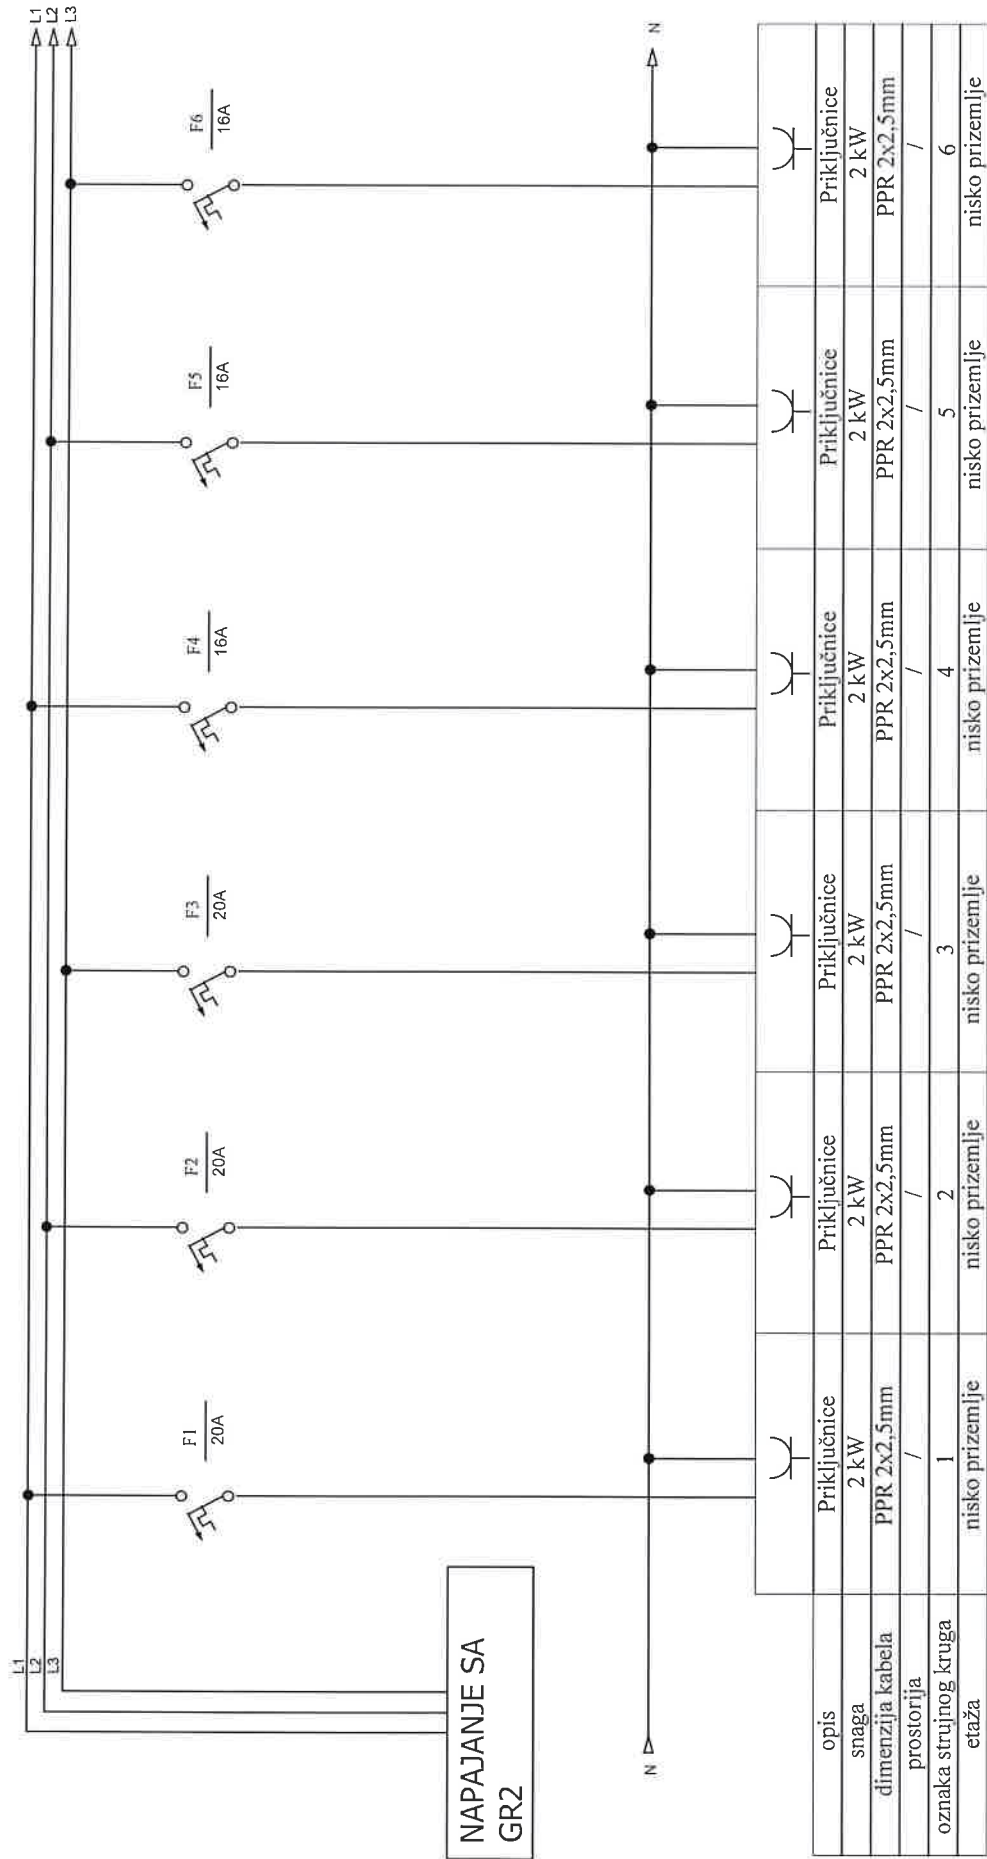 L1
L2
L3
L1
L2
L3
F1
20A
F2
20A
F3
20A
F4
16A
F5
16A
F6
16A
NAPAJANJE SA
GR2
N
N
opis Priključnice Priključnice Priključnice Priključnice Priključnice Priključnice
snaga 2 kW 2 kW 2 kW 2 kW 2 kW 2 kW
dimenzija kabela PPR 2x2,5mm PPR 2x2,5mm PPR 2x2,5mm PPR 2x2,5mm PPR 2x2,5mm PPR 2x2,5mm
prostorija / / / / / /
oznaka strujnog kruga 1 2 3 4 5 6
etaža nisko prizemlje nisko prizemlje nisko prizemlje nisko prizemlje nisko prizemlje nisko prizemlje